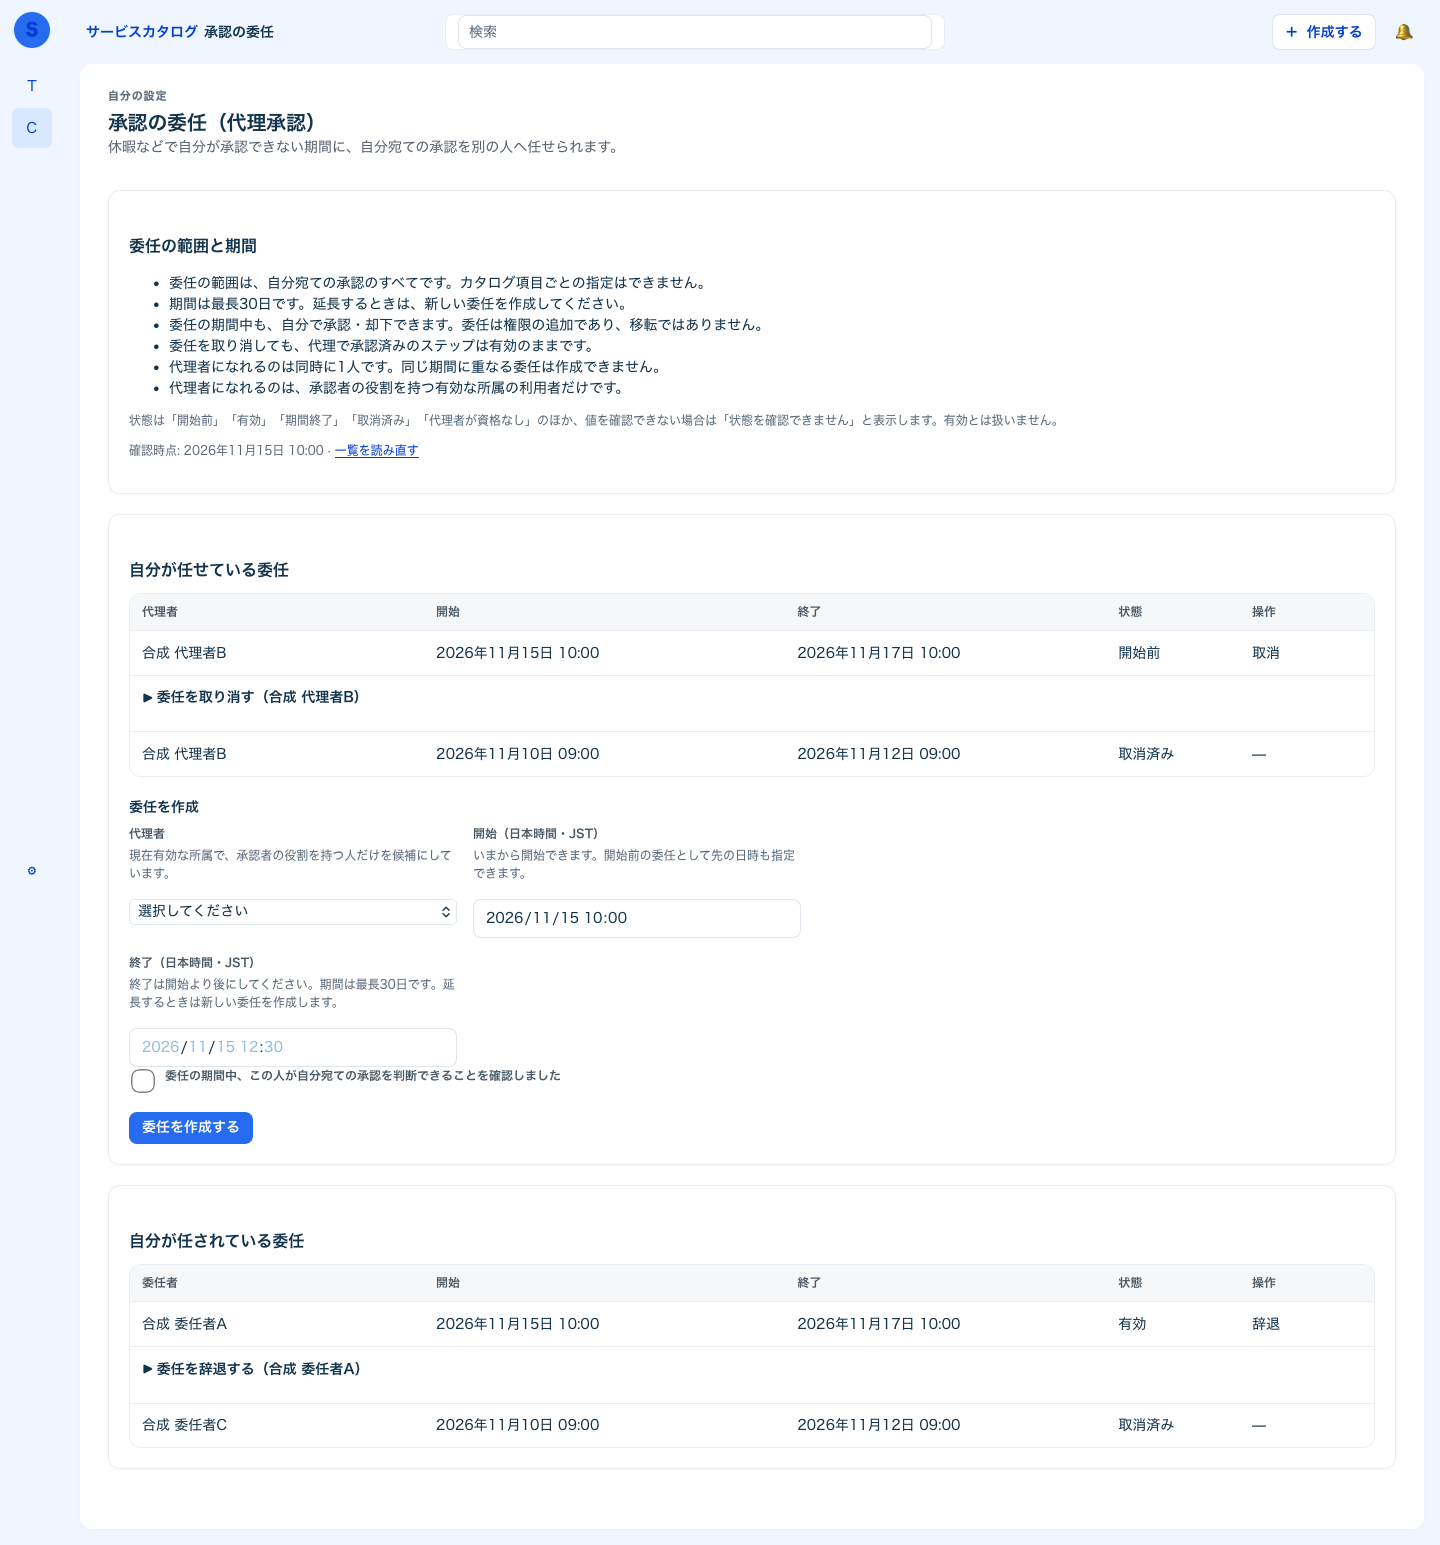 S
サービスカタログ 承認の委任
検索
+ 作成する
T
C
自分の設定
承認の委任（代理承認）
休暇などで自分が承認できない期間に、自分宛ての承認を別の人へ任せられます。
委任の範囲と期間
• 委任の範囲は、自分宛ての承認のすべてです。カタログ項目ごとの指定はできません。
• 期間は最長30日です。延長するときは、新しい委任を作成してください。
• 委任の期間中も、自分で承認・却下できます。委任は権限の追加であり、移転ではありません。
• 委任を取り消しても、代理で承認済みのステップは有効のままです。
• 代理者になれるのは同時に1人です。同じ期間に重なる委任は作成できません。
• 代理者になれるのは、承認者の役割を持つ有効な所属の利用者だけです。
状態は「開始前」「有効」「期間終了」「取消済み」「代理者が資格なし」のほか、値を確認できない場合は「状態を確認できません」と表示します。有効とは扱いません。
確認時点: 2026年11月15日 10:00 · 一覧を読み直す
自分が任せている委任
代理者 開始 終了 状態 操作
合成 代理者B 2026年11月15日 10:00 2026年11月17日 10:00 開始前 取消
▶ 委任を取り消す（合成 代理者B）
合成 代理者B 2026年11月10日 09:00 2026年11月12日 09:00 取消済み —
委任を作成
代理者
現在有効な所属で、承認者の役割を持つ人だけを候補にして
います。
選択してください
開始（日本時間・JST）
いまから開始できます。開始前の委任として先の日時も指定
できます。
2026/11/15 10:00
終了（日本時間・JST）
終了は開始より後にしてください。期間は最長30日です。延
長するときは新しい委任を作成します。
2026/11/15 12:30
委任の期間中、この人が自分宛ての承認を判断できることを確認しました
委任を作成する
自分が任されている委任
委任者 開始 終了 状態 操作
合成 委任者A 2026年11月15日 10:00 2026年11月17日 10:00 有効 辞退
▶ 委任を辞退する（合成 委任者A）
合成 委任者C 2026年11月10日 09:00 2026年11月12日 09:00 取消済み —